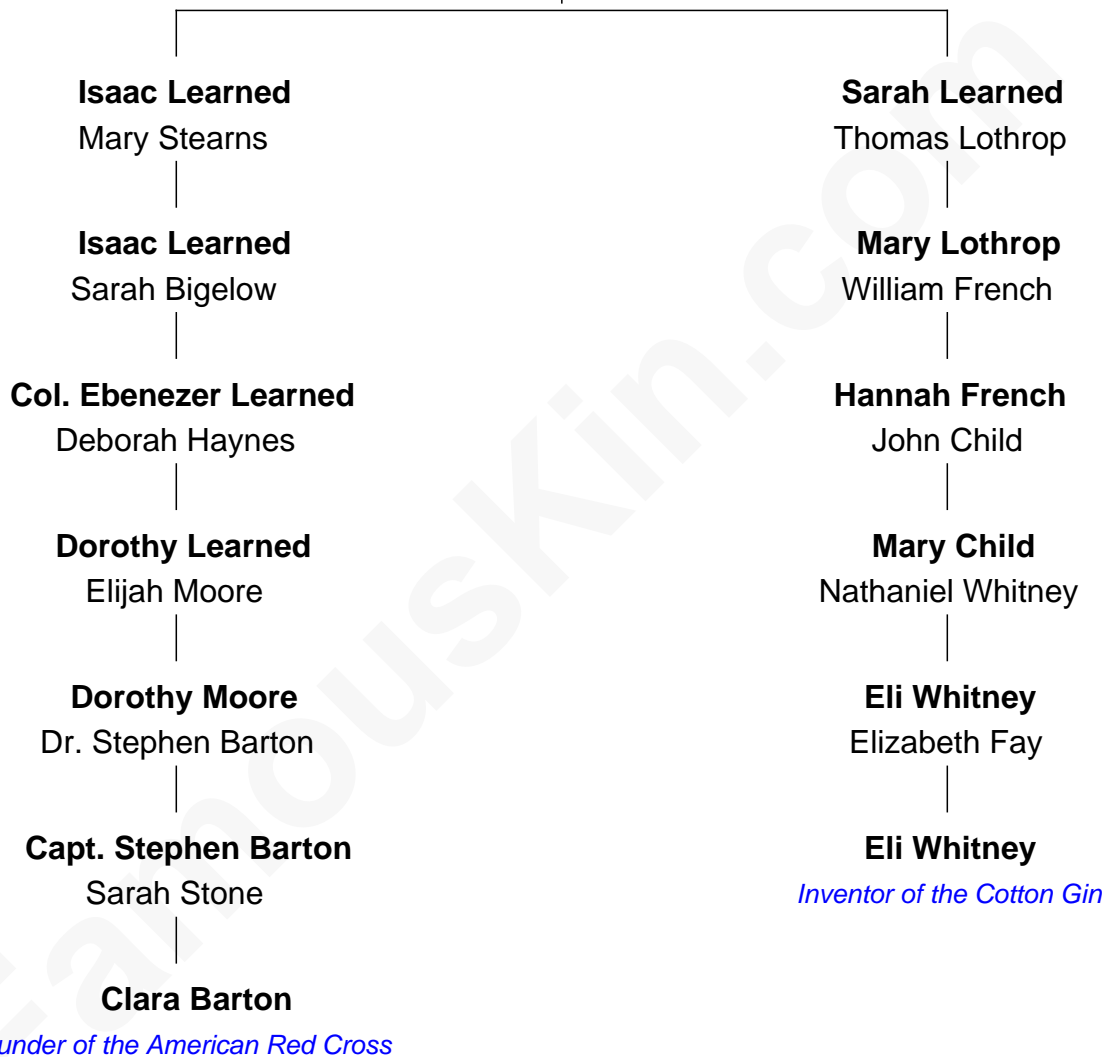 Isaac Learned
Mary Stearns
Sarah Learned
Thomas Lothrop
Isaac Learned
Sarah Bigelow
Mary Lothrop
William French
Col. Ebenezer Learned
Deborah Haynes
Hannah French
John Child
Dorothy Learned
Elijah Moore
Mary Child
Nathaniel Whitney
Dorothy Moore
Dr. Stephen Barton
Eli Whitney
Elizabeth Fay
Capt. Stephen Barton
Sarah Stone
Eli Whitney
Inventor of the Cotton Gin
Clara Barton
under of the American Red Cross
FamousKin.com